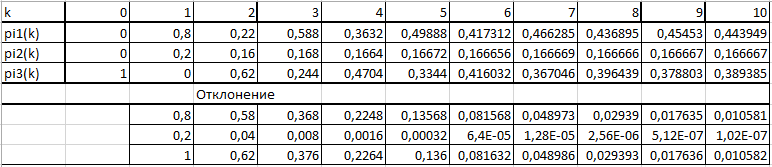 k 0 1 2 3 4 5 6 7 8 9 10
pi1(k) 0 0,8 0,22 0,588 0,3632 0,49888 0,417312 0,466285 0,436895 0,45453 0,443949
pi2(k) 0 0,2 0,16 0,168 0,1664 0,16672 0,166656 0,166669 0,166666 0,166667 0,166667
pi3(k) 1 0 0,62 0,244 0,4704 0,3344 0,416032 0,367046 0,396439 0,378803 0,389385
Отклонение
0,8 0,58 0,368 0,2248 0,13568 0,081568 0,048973 0,02939 0,017635 0,010581
0,2 0,04 0,008 0,0016 0,00032 6,4E-05 1,28E-05 2,56E-06 5,12E-07 1,02E-07
1 0,62 0,376 0,2264 0,136 0,081632 0,048986 0,029393 0,017636 0,010582